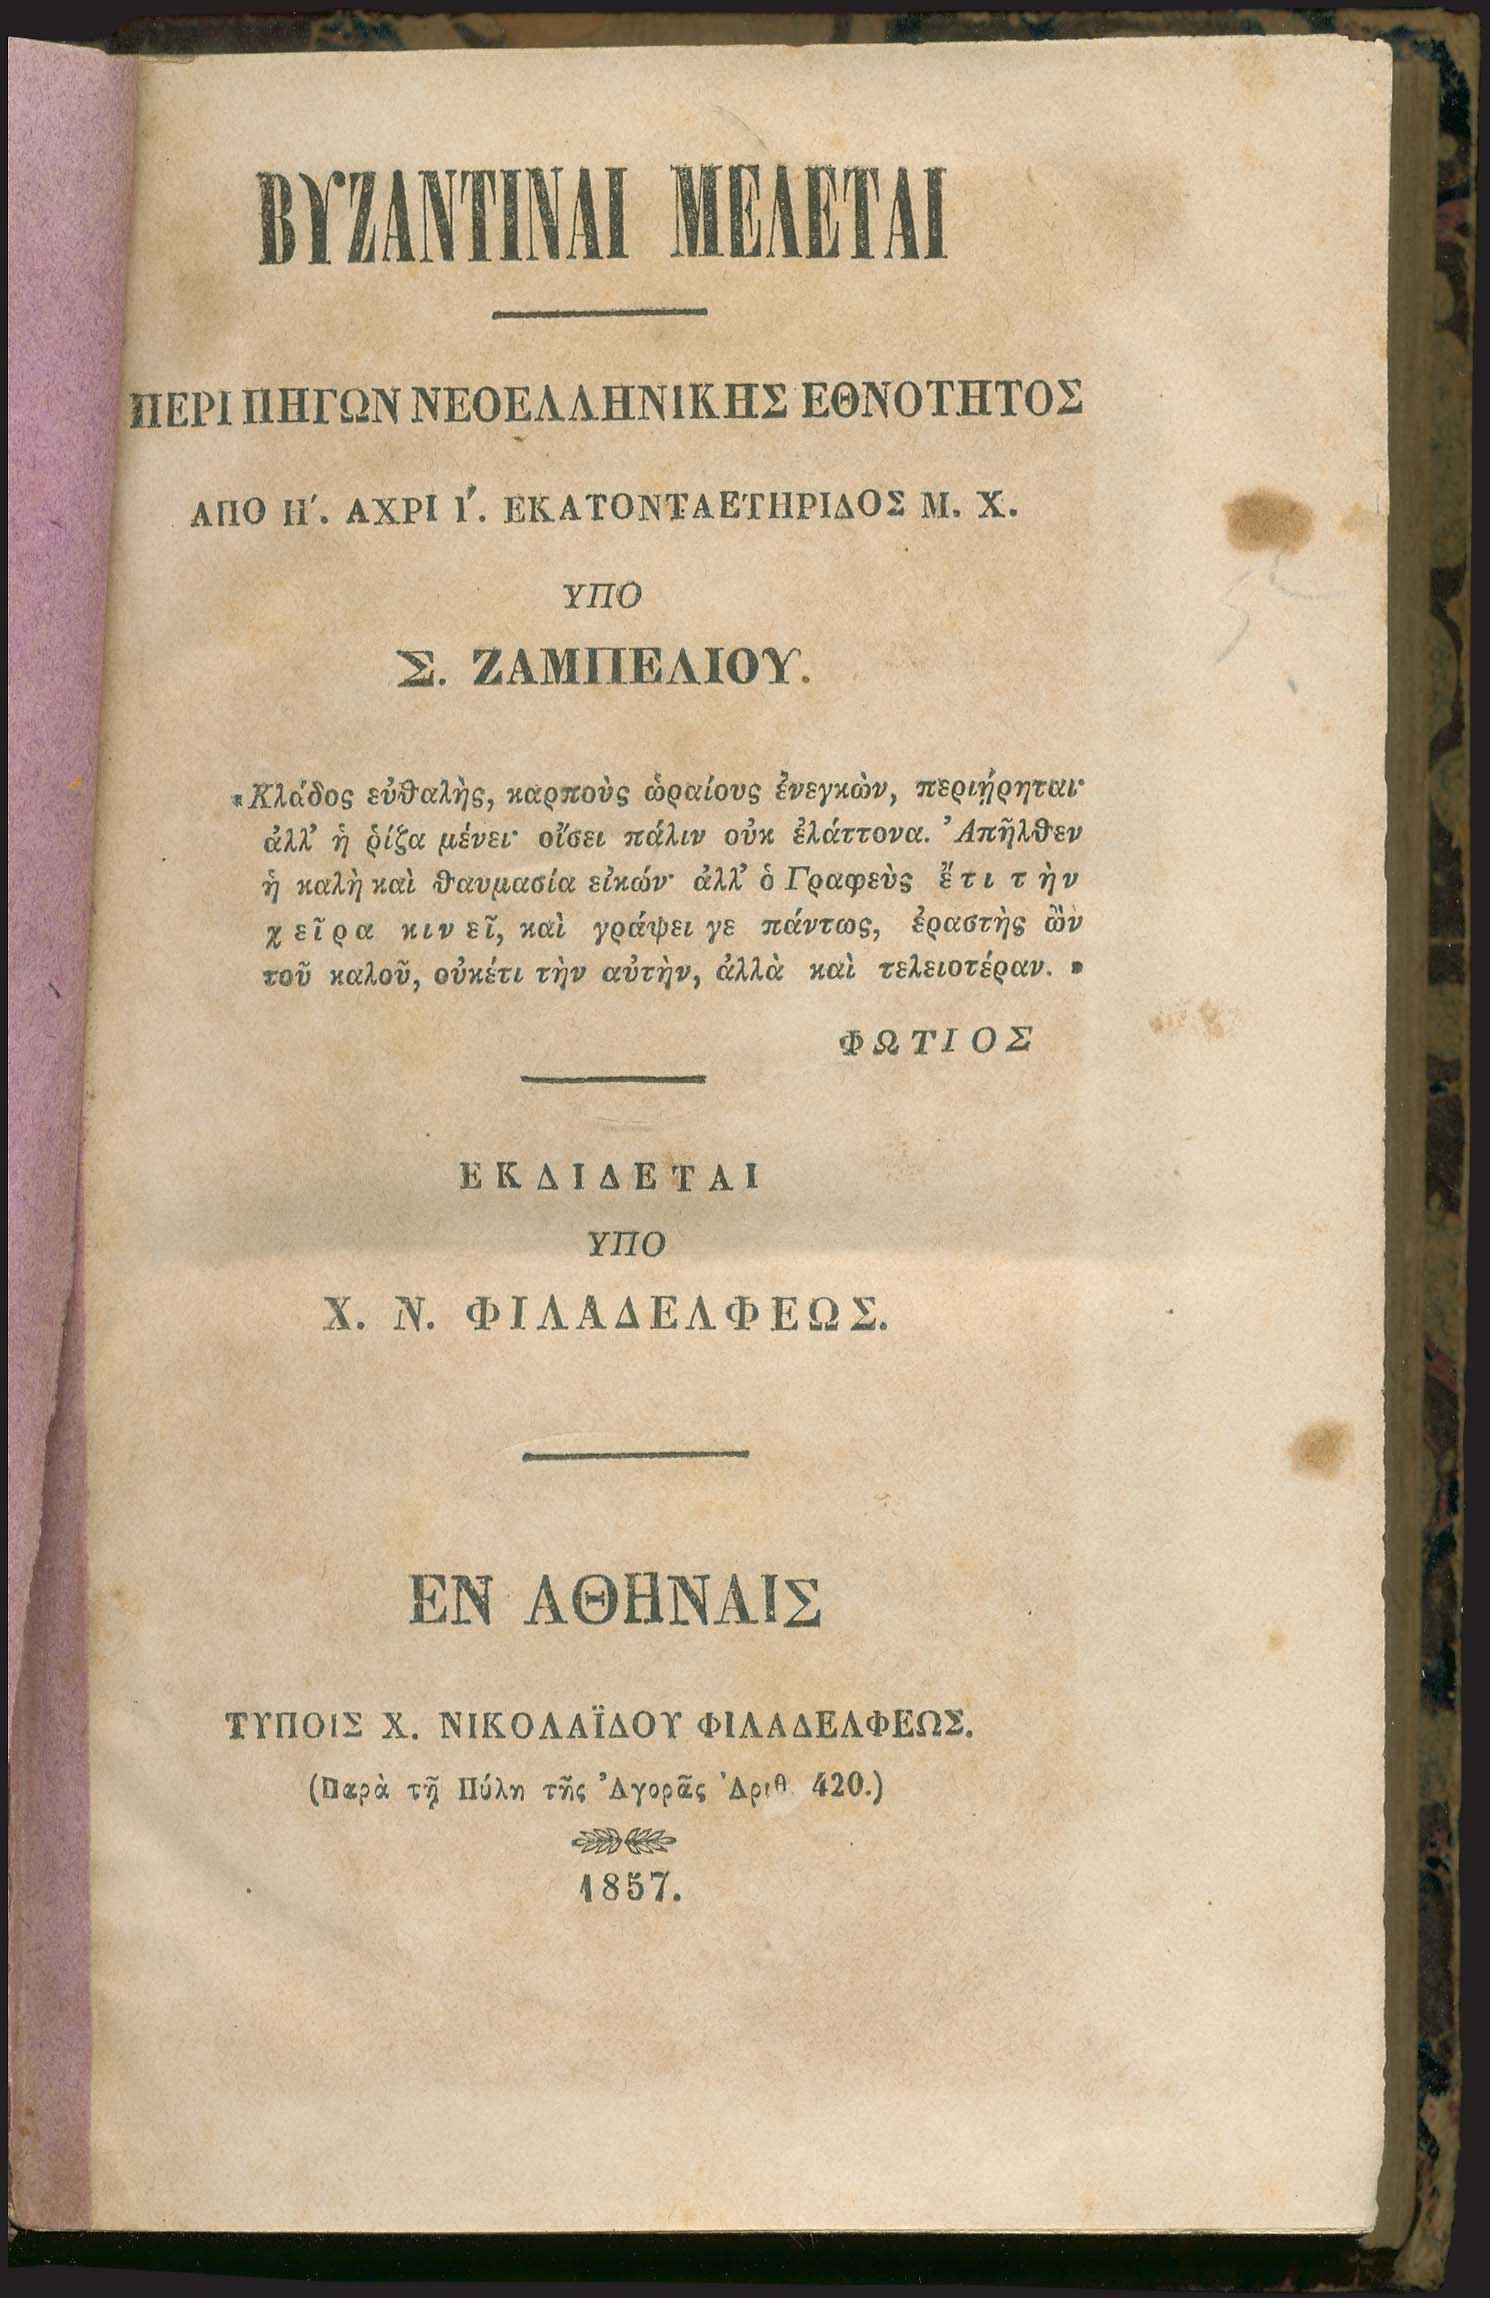 ΒΥΖΑΝΤΙΝΑΙ ΜΕΛΕΤΑΙ
ΠΕΡΙ ΠΗΓΩΝ ΝΕΟΕΛΛΗΝΙΚΗΣ ΕΘΝΟΤΗΤΟΣ
ΑΠΟ Η΄. ΑΧΡΙ Ι΄. ΕΚΑΤΟΝΤΑΕΤΗΡΙΔΟΣ Μ. Χ.
ΥΠΟ
Σ. ΖΑΜΠΕΛΙΟΥ.
«Κλάδος εὐθαλὴς, καρποὺς ὡραίους ἐνεγκὼν, περιῄρηται·
ἀλλ’ ἡ ῥίζα μένει· οἴσει πάλιν οὐκ ἐλάττονα. Ἀπῆλθεν
ἡ καλὴ καὶ θαυμασία εἰκών· ἀλλ’ ὁ Γραφεὺς ἔτι τὴν
χεῖρα κινεῖ, καὶ γράψει γε πάντως, ἐραστὴς ὢν
τοῦ καλοῦ, οὐκέτι τὴν αὐτὴν, ἀλλὰ καὶ τελειοτέραν.»
ΦΩΤΙΟΣ
ΕΚΔΙΔΕΤΑΙ
ΥΠΟ
Χ. Ν. ΦΙΛΑΔΕΛΦΕΩΣ.
ΕΝ ΑΘΗΝΑΙΣ
ΤΥΠΟΙΣ Χ. ΝΙΚΟΛΑΪΔΟΥ ΦΙΛΑΔΕΛΦΕΩΣ.
(Παρὰ τῇ Πύλῃ τῆς Ἀγορᾶς Ἀριθ. 420.)
1857.